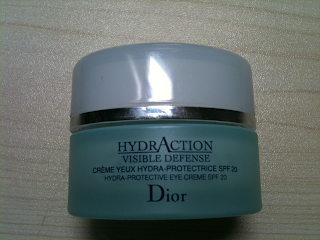 HYDRACTION
VISIBLE DEFENSE
CRÈME YEUX HYDRA-PROTECTRICE SPF 20
HYDRA-PROTECTIVE EYE CREME SPF 20
Dior